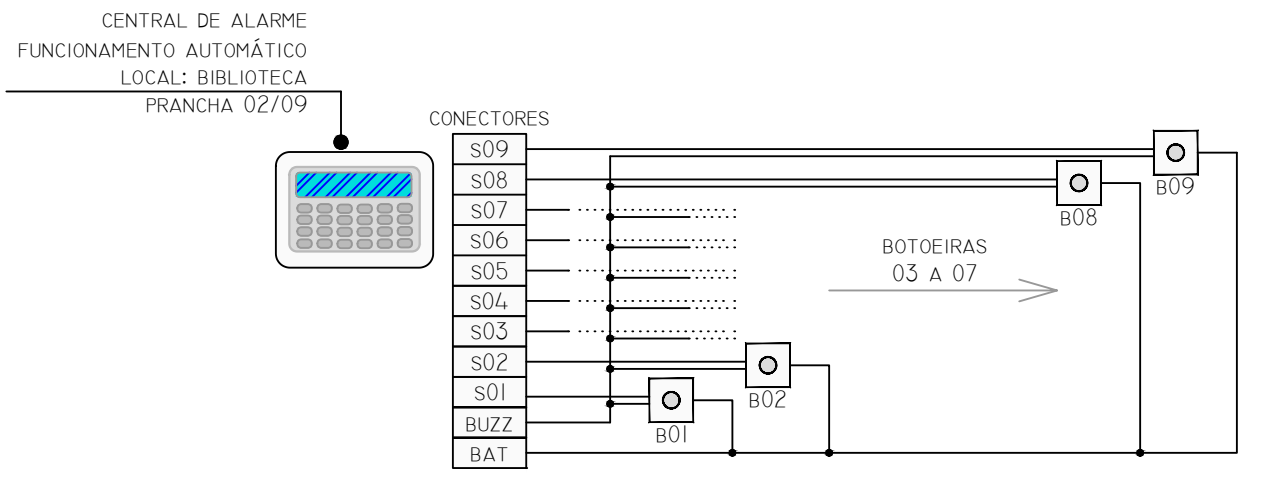 CENTRAL DE ALARME
FUNCIONAMENTO AUTOMÁTICO
LOCAL: BIBLIOTECA
PRANCHA 02/09
CONECTORES
S09
S08
S07
S06
S05
S04
S03
S02
S01
BUZZ
BAT
B09
B08
BOTOEIRAS
03 A 07
B02
B01